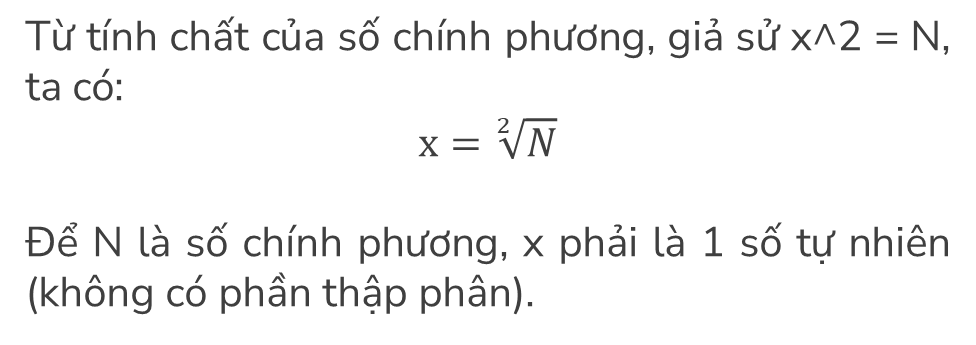 Từ tính chất của số chính phương, giả sử x^2 = N,
ta có:
x = \sqrt[2]{N}
Để N là số chính phương, x phải là 1 số tự nhiên
(không có phần thập phân).